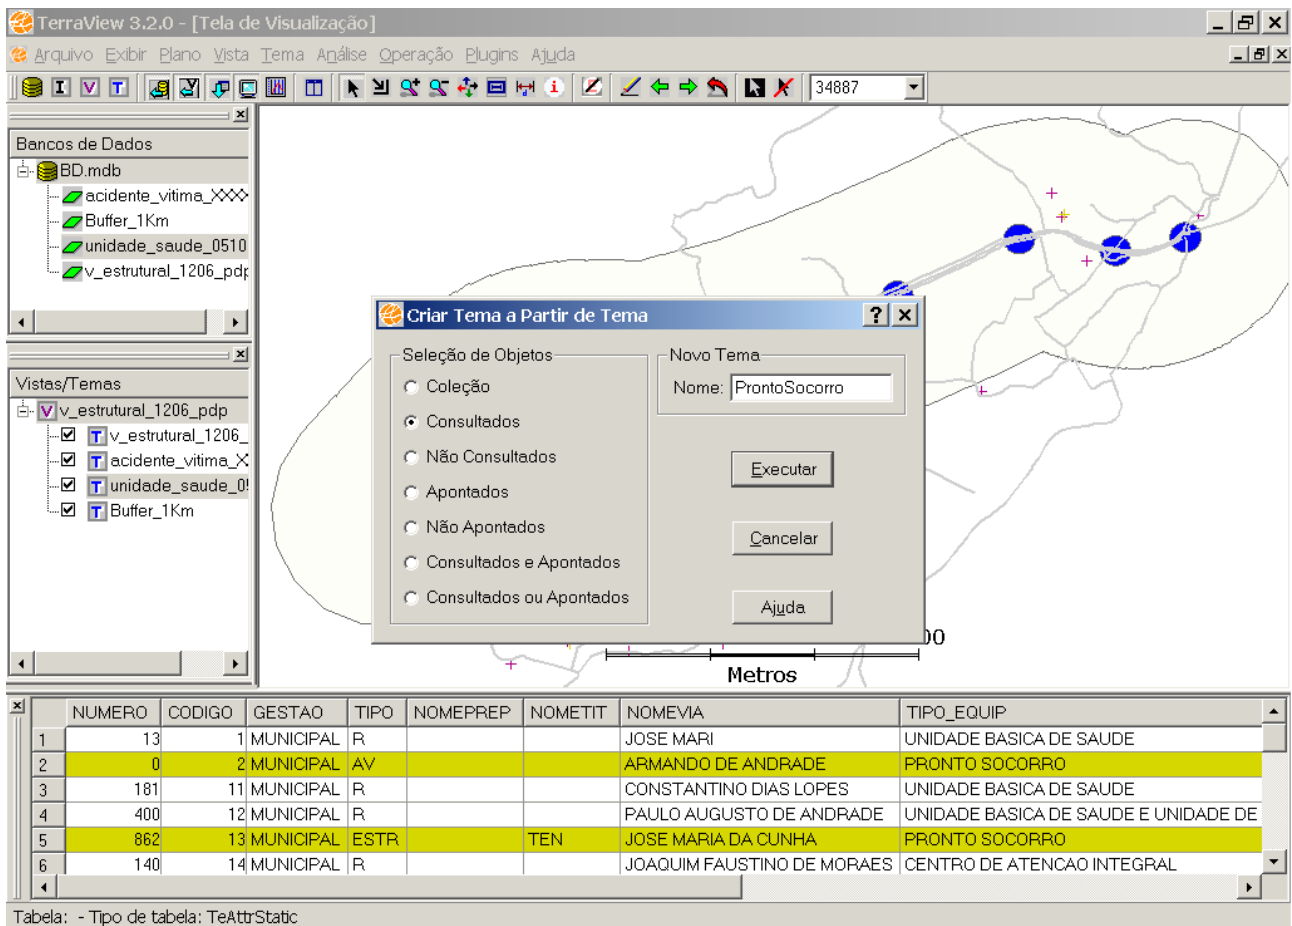 TerraView 3.2.0 - [Tela de Visualização]
Arquivo Exibir Plano Vista Tema Análise Operação Plugins Ajuda
I V T 34887
Bancos de Dados
BD.mdb
acidente_vitima_XXX
Buffer_1Km
unidade_saude_0510
v_estrutural_1206_pdp
Vistas/Temas
V v_estrutural_1206_pdp
T v_estrutural_1206_
T acidente_vitima_X
T unidade_saude_05
T Buffer_1Km
Criar Tema a Partir de Tema
Seleção de Objetos
Coleção
Consultados
Não Consultados
Apontados
Não Apontados
Consultados e Apontados
Consultados ou Apontados
Novo Tema
Nome: ProntoSocorro
Executar
Cancelar
Ajuda
00
Metros
NUMERO CODIGO GESTAO TIPO NOMEPREP NOMETIT NOMEVIA TIPO_EQUIP
1 13 1 MUNICIPAL R JOSE MARI UNIDADE BASICA DE SAUDE
2 0 2 MUNICIPAL AV ARMANDO DE ANDRADE PRONTO SOCORRO
3 181 11 MUNICIPAL R CONSTANTINO DIAS LOPES UNIDADE BASICA DE SAUDE
4 400 12 MUNICIPAL R PAULO AUGUSTO DE ANDRADE UNIDADE BASICA DE SAUDE E UNIDADE DE
5 862 13 MUNICIPAL ESTR TEN JOSE MARIA DA CUNHA PRONTO SOCORRO
6 140 14 MUNICIPAL R JOAQUIM FAUSTINO DE MORAES CENTRO DE ATENCAO INTEGRAL
Tabela: - Tipo de tabela: TeAttrStatic